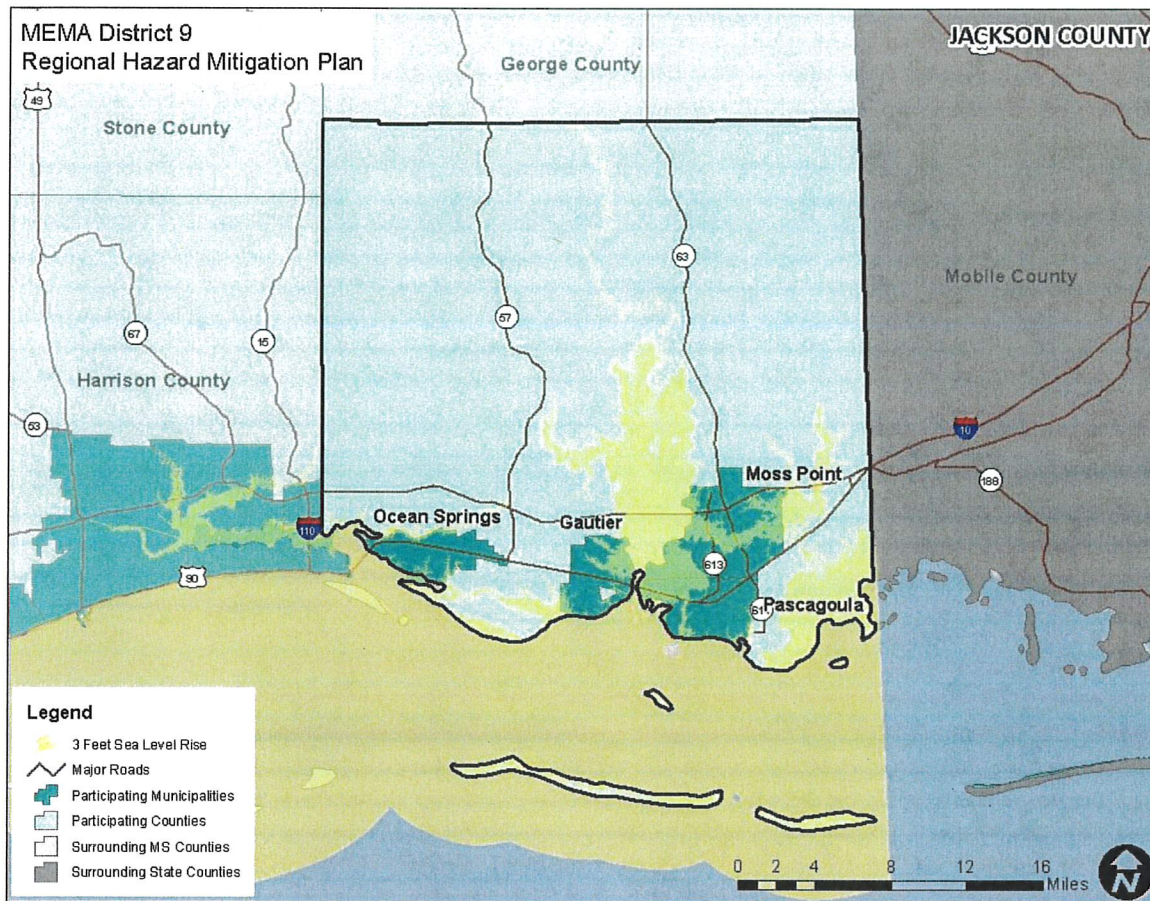 MEMA District 9
Regional Hazard Mitigation Plan
JACKSON COUNTY
George County
49
Stone County
63
Mobile County
57
67
15
Harrison County
53
10
Moss Point
188
Ocean Springs
Gautier
110
613
90
Pascagoula
61
Legend
3 Feet Sea Level Rise
Major Roads
Participating Municipalities
Participating Counties
Surrounding MS Counties
Surrounding State Counties
0 2 4 8 12 16
Miles
N